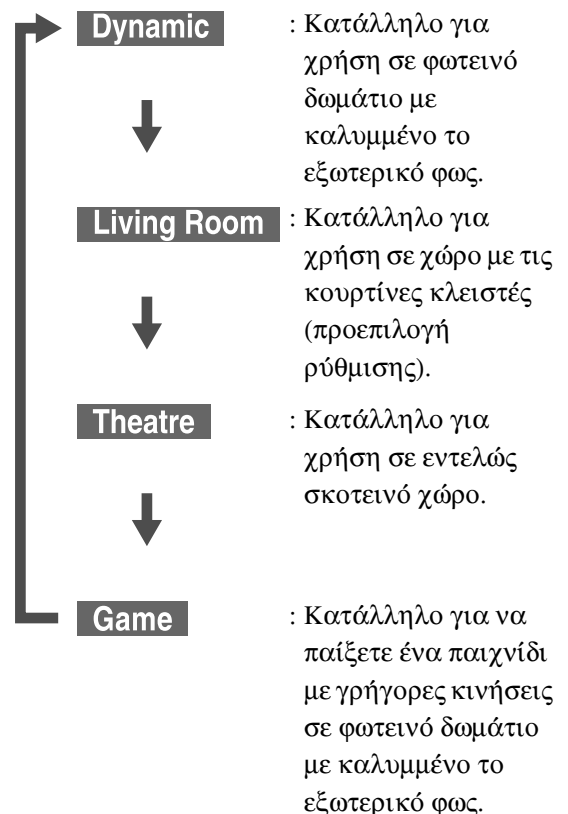 Dynamic : Κατάλληλο για
χρήση σε φωτεινό
δωμάτιο με
καλυμμένο το
εξωτερικό φως.
Living Room : Κατάλληλο για
χρήση σε χώρο με τις
κουρτίνες κλειστές
(προεπιλογή
ρύθμισης).
Theatre : Κατάλληλο για
χρήση σε εντελώς
σκοτεινό χώρο.
Game : Κατάλληλο για να
παίξετε ένα παιχνίδι
με γρήγορες κινήσεις
σε φωτεινό δωμάτιο
με καλυμμένο το
εξωτερικό φως.